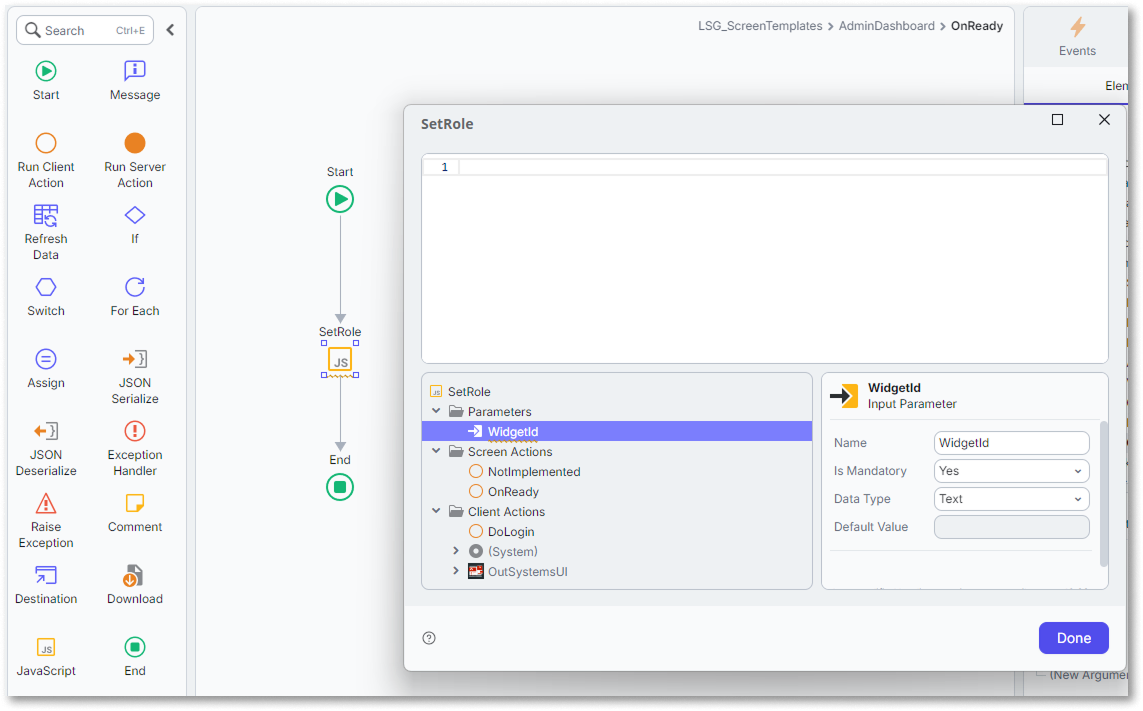 Search Ctrl+E
Start
Message
Run Client
Action
Run Server
Action
Refresh
Data
If
Switch
For Each
Assign
JSON
Serialize
JSON
Deserialize
Exception
Handler
Raise
Exception
Comment
Destination
Download
JS
JavaScript
End
LSG_ScreenTemplates > AdminDashboard > OnReady
Start
SetRole
JS
End
Events
Elem
SetRole
1
JS SetRole
Parameters
WidgetId
Screen Actions
NotImplemented
OnReady
Client Actions
DoLogin
(System)
OutSystemsUI
WidgetId
Input Parameter
Name WidgetId
Is Mandatory Yes
Data Type Text
Default Value
Done
(New Argumen